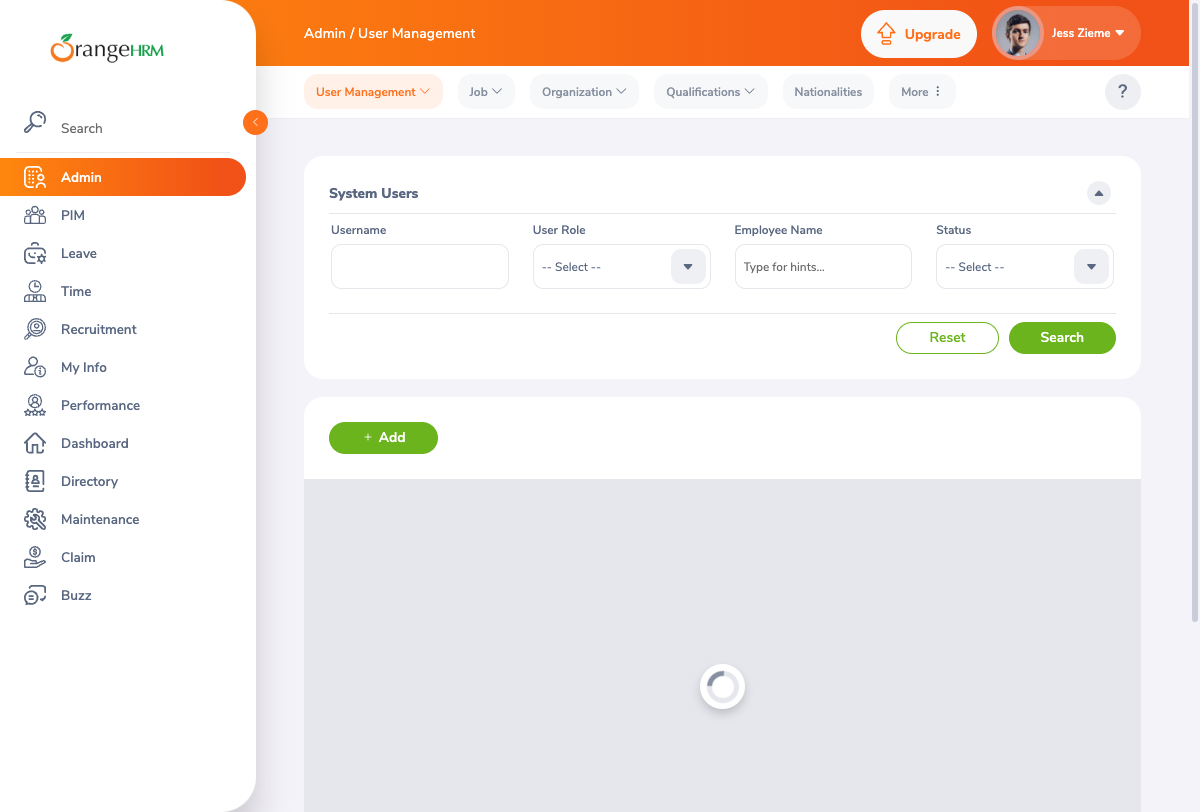 OrangeHRM
Admin / User Management
Upgrade
Jess Zieme
User Management
Job
Organization
Qualifications
Nationalities
More
?
Search
Admin
PIM
Leave
Time
Recruitment
My Info
Performance
Dashboard
Directory
Maintenance
Claim
Buzz
System Users
Username
User Role
Employee Name
Status
-- Select --
Type for hints...
-- Select --
Reset
Search
+ Add